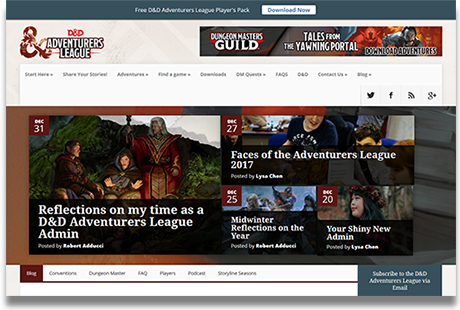 Free D&D Adventurers League Player's Pack
Download Now
D&D
ADVENTURERS
LEAGUE
DUNGEON MASTERS
GUILD
TALES
FROM THE
YAWNING PORTAL
DOWNLOAD
ADVENTURES
Start Here »
Share Your Stories!
Adventures »
Find a game »
Downloads
DM Quests »
FAQS
D&D
Contact Us »
Blog »
DEC
31
Reflections on my time as a
D&D Adventurers League
Admin
Posted by Robert Adducci
DEC
27
Faces of the Adventurers League
2017
Posted by Lysa Chen
DEC
25
Midwinter
Reflections on the
Year
Posted by Robert Adducci
DEC
20
Your Shiny New
Admin
Posted by Lysa Chen
Blog
Conventions
Dungeon Master
FAQ
Players
Podcast
Storyline Seasons
Subscribe to the D&D
Adventurers League via
Email